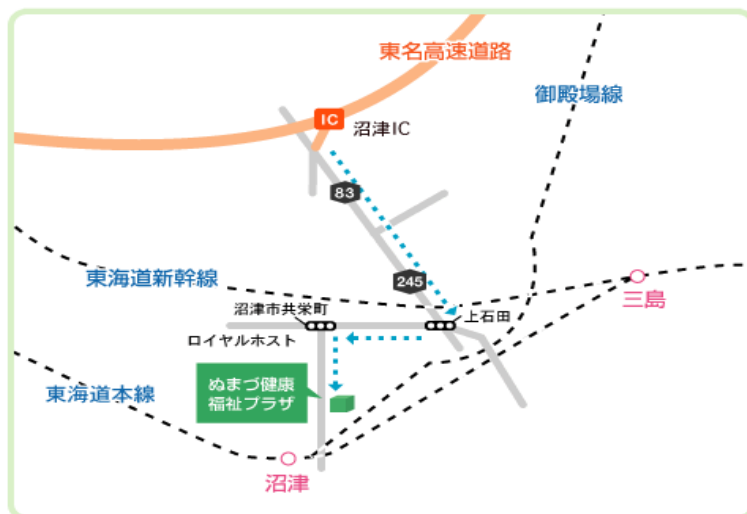 東名高速道路
御殿場線
IC
沼津IC
83
245
東海道新幹線
三島
沼津市共栄町
上石田
ロイヤルホスト
ぬまづ健康
福祉プラザ
東海道本線
沼津